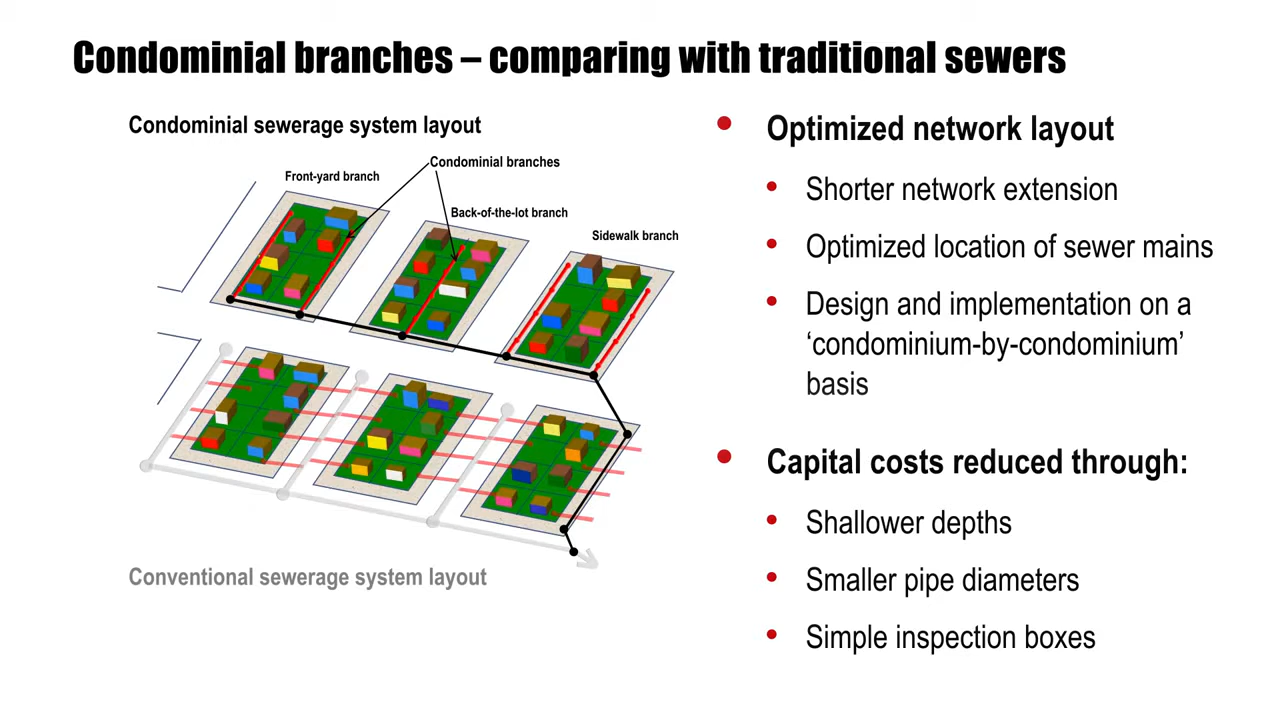 Condominial branches – comparing with traditional sewers
Condominial sewerage system layout
Condominial branches
Front-yard branch
Back-of-the-lot branch
Sidewalk branch
Conventional sewerage system layout
• Optimized network layout
• Shorter network extension
• Optimized location of sewer mains
• Design and implementation on a
‘condominium-by-condominium’
basis
• Capital costs reduced through:
• Shallower depths
• Smaller pipe diameters
• Simple inspection boxes